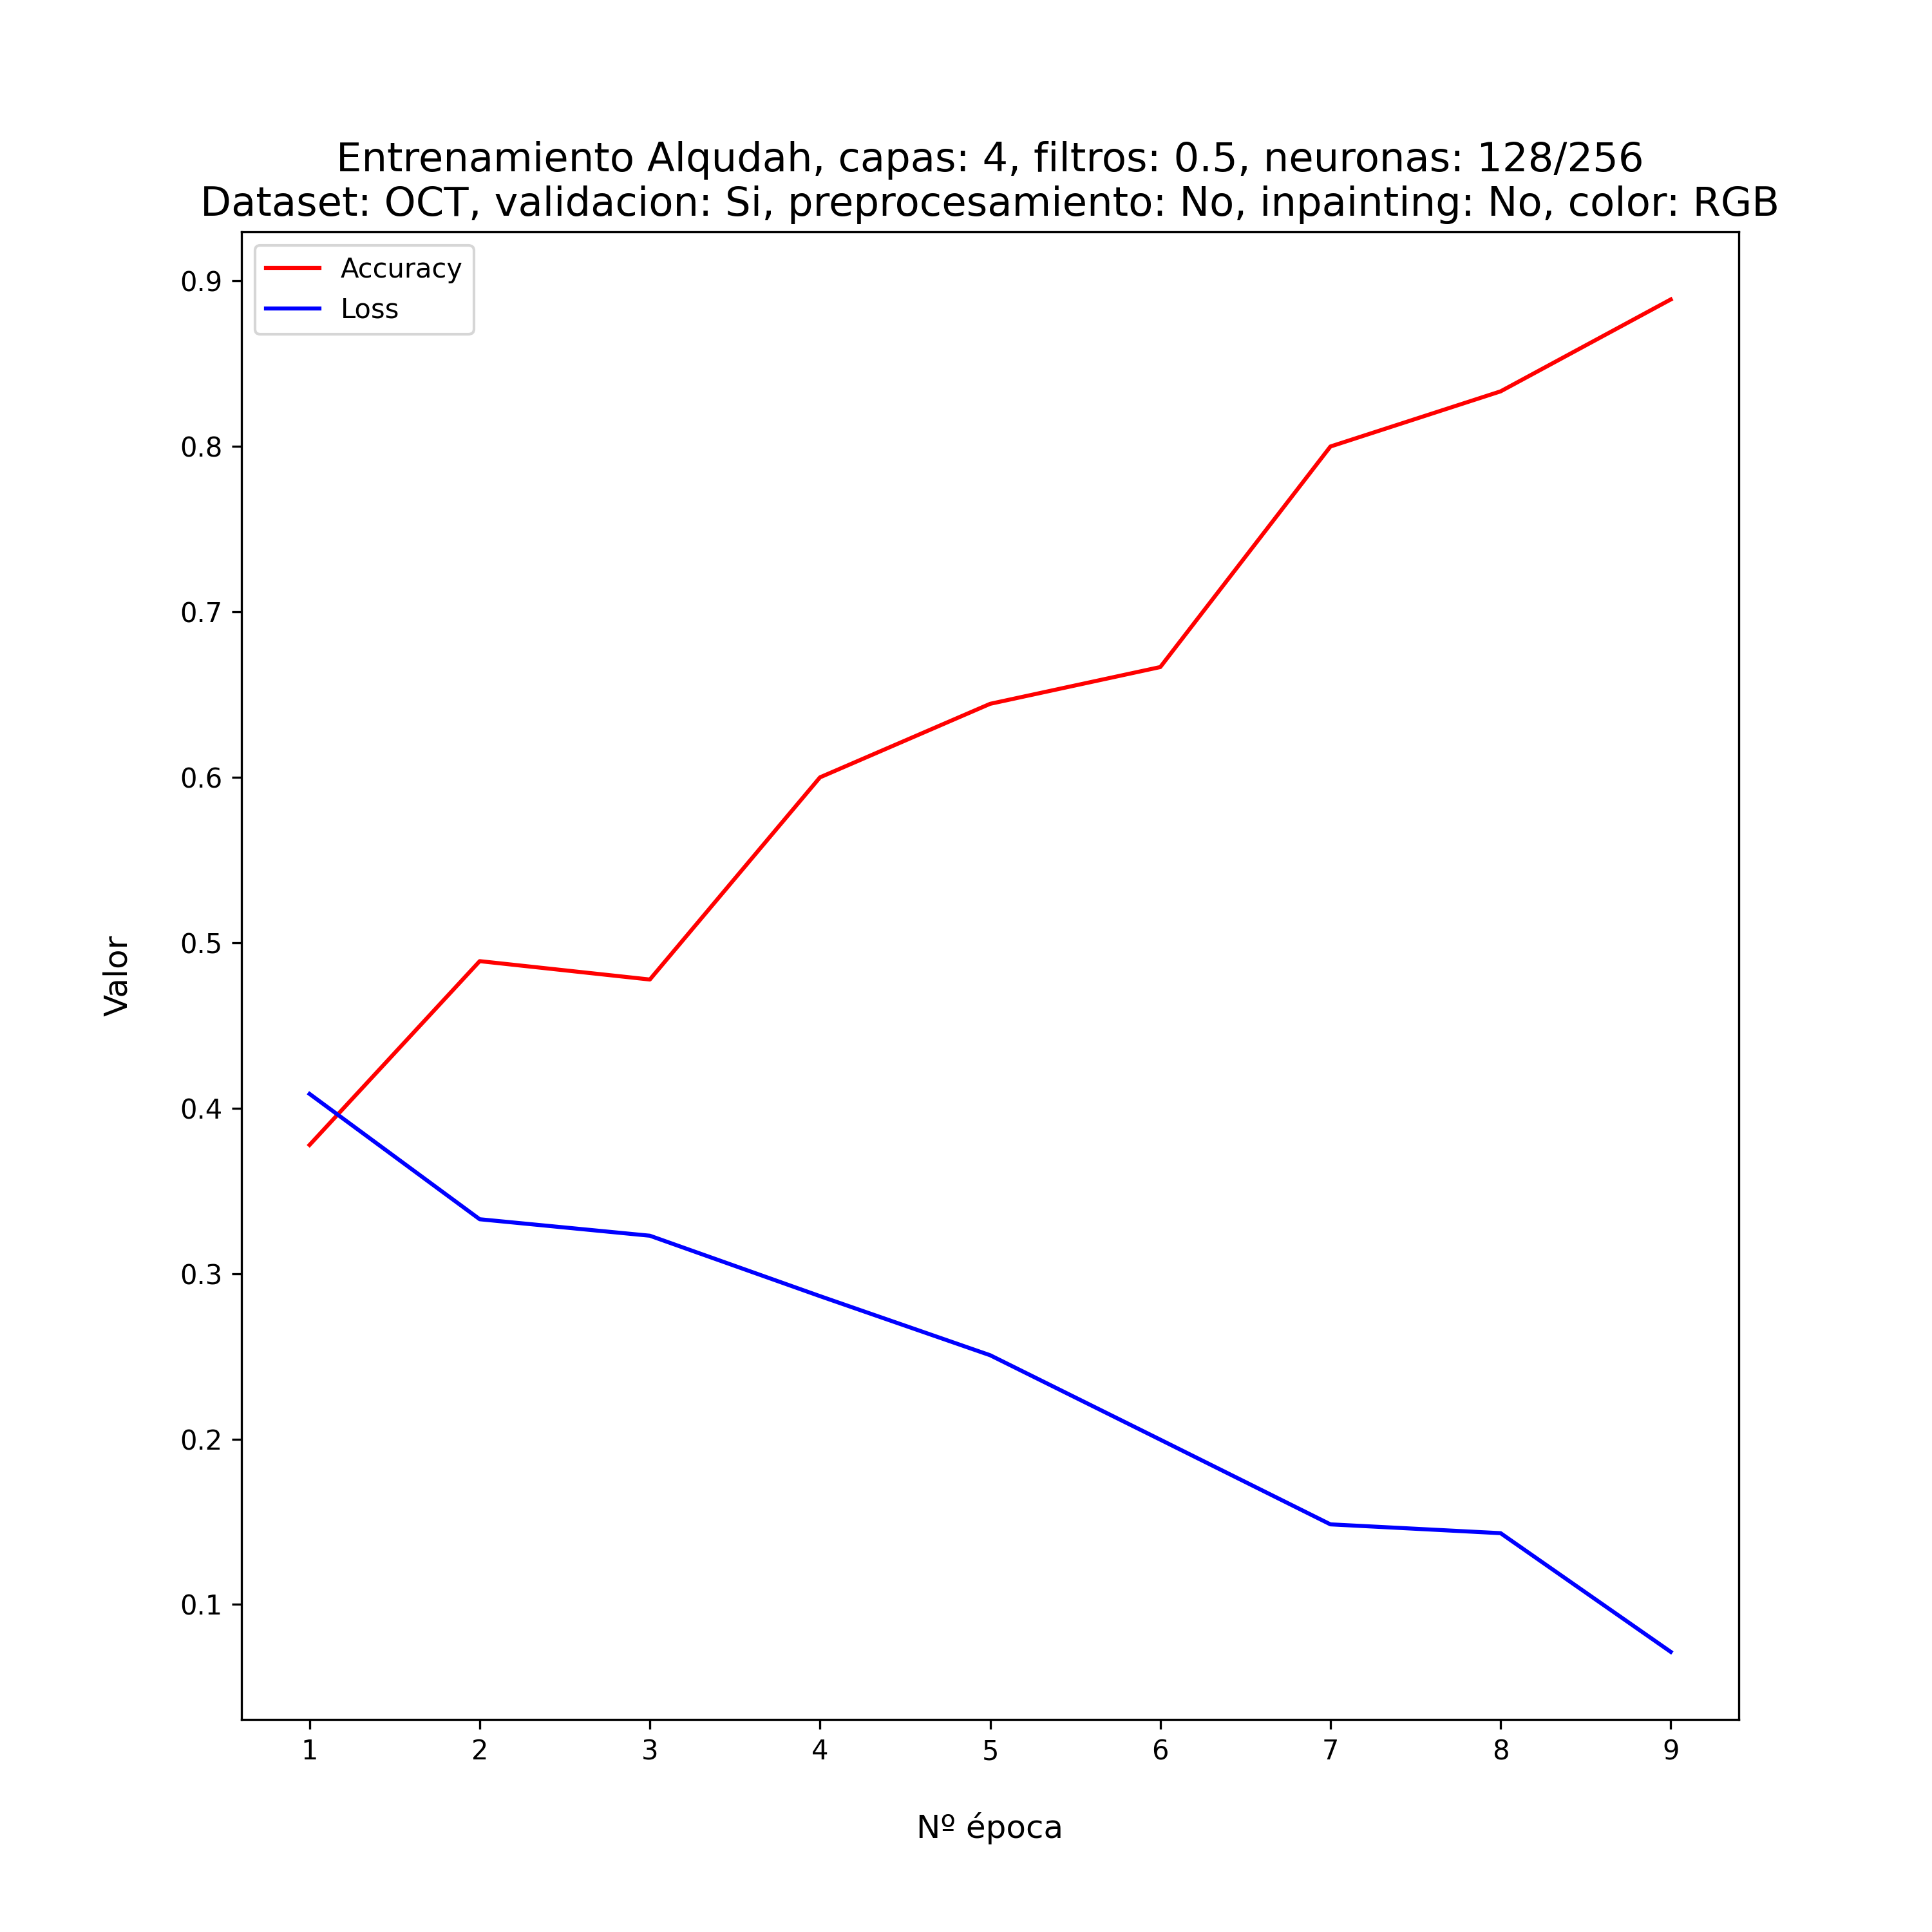 Entrenamiento Alqudah, capas: 4, filtros: 0.5, neuronas: 128/256
Dataset: OCT, validacion: Si, preprocesamiento: No, inpainting: No, color: RGB
Accuracy
Loss
0.9
0.8
0.7
0.6
0.5
0.4
0.3
0.2
0.1
Valor
1 2 3 4 5 6 7 8 9
Nº época